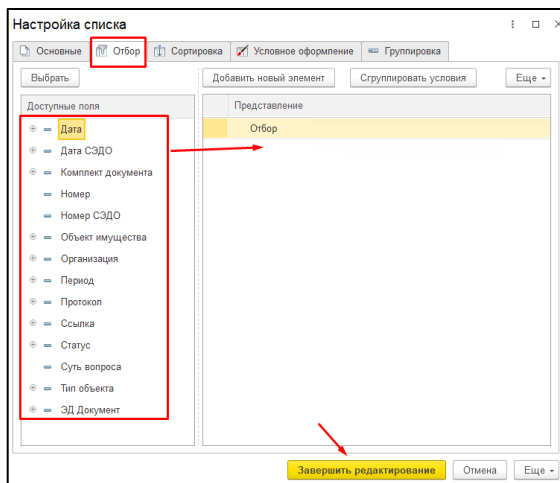 Настройка списка
Основные Отбор Сортировка Условное оформление Группировка
Выбрать Добавить новый элемент Сгруппировать условия Еще
Доступные поля Представление
Дата Отбор
Дата СЭДО
Комплект документа
Номер
Номер СЭДО
Объект имущества
Организация
Период
Протокол
Ссылка
Статус
Суть вопроса
Тип объекта
ЭД Документ
Завершить редактирование Отмена Еще